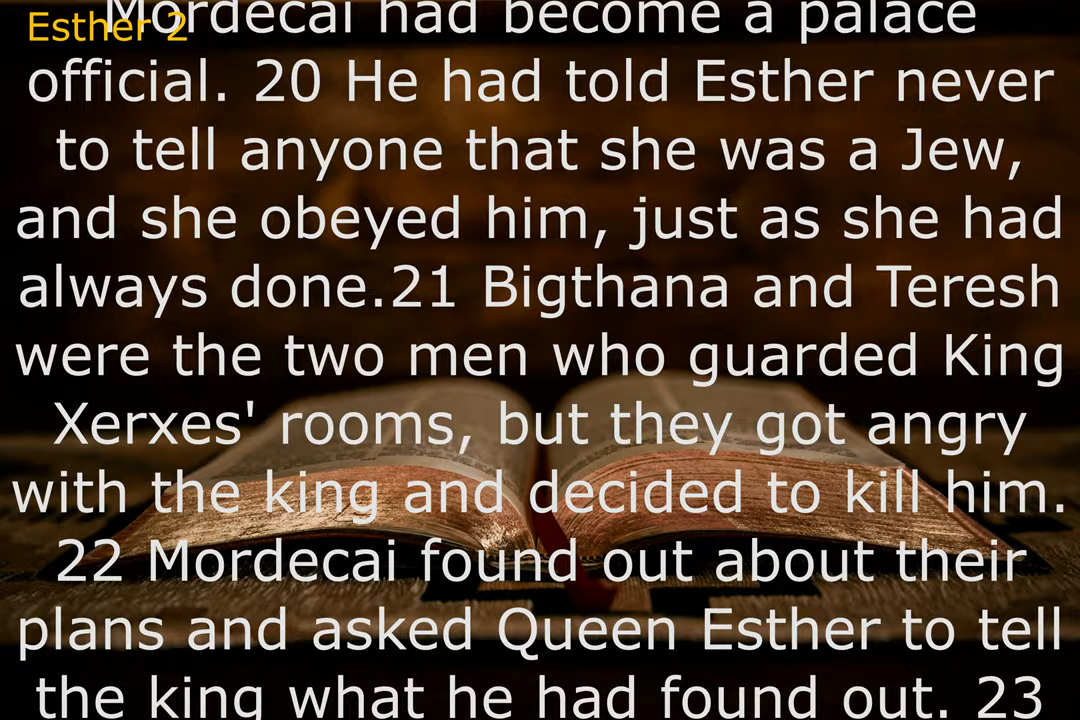 Esther 2
Mordecai had become a palace
official. 20 He had told Esther never
to tell anyone that she was a Jew,
and she obeyed him, just as she had
always done.21 Bigthana and Teresh
were the two men who guarded King
Xerxes' rooms, but they got angry
with the king and decided to kill him.
22 Mordecai found out about their
plans and asked Queen Esther to tell
the king what he had found out. 23